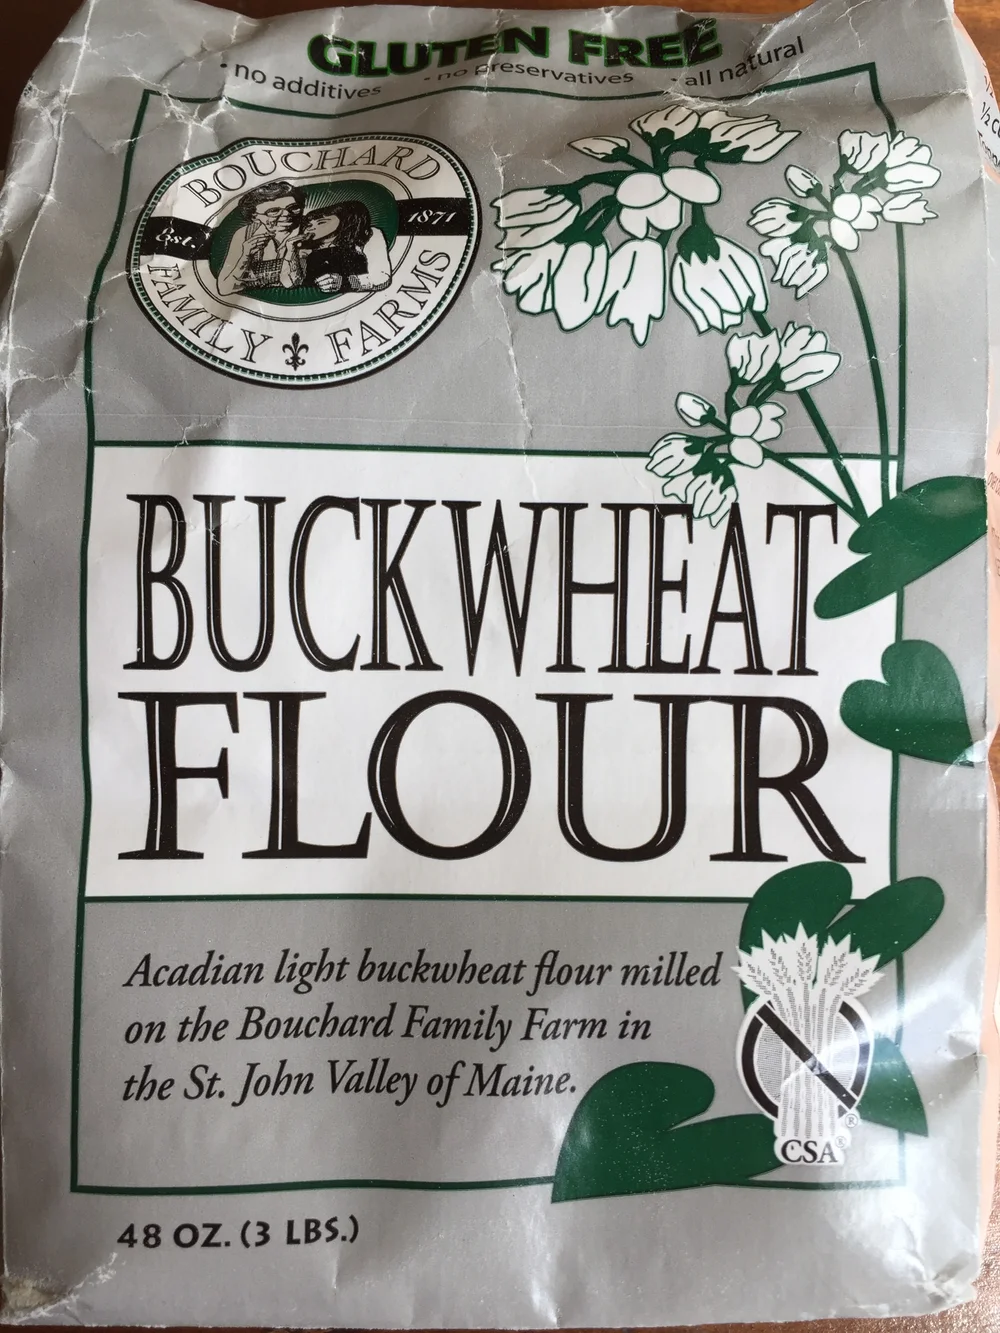 GLUTEN FREE
• no additives • no preservatives • all natural
BOUCHARD
Est. 1871
FAMILY FARMS
BUCKWHEAT
FLOUR
Acadian light buckwheat flour milled
on the Bouchard Family Farm in
the St. John Valley of Maine.
®
CSA®
48 OZ. (3 LBS.)